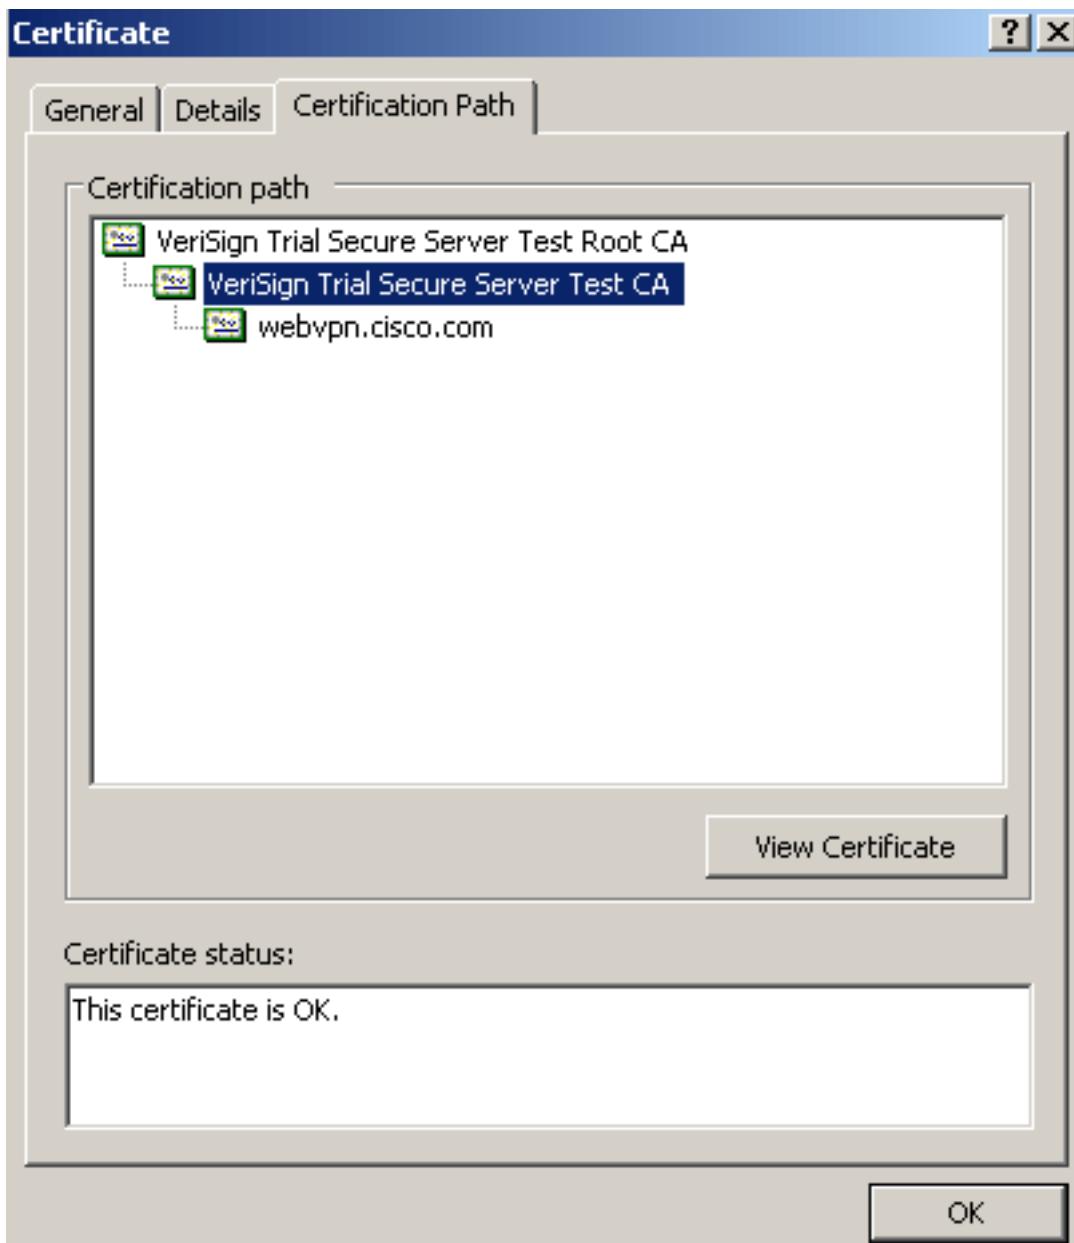 Certificate
General Details Certification Path
Certification path
VeriSign Trial Secure Server Test Root CA
VeriSign Trial Secure Server Test CA
webvpn.cisco.com
View Certificate
Certificate status:
This certificate is OK.
OK